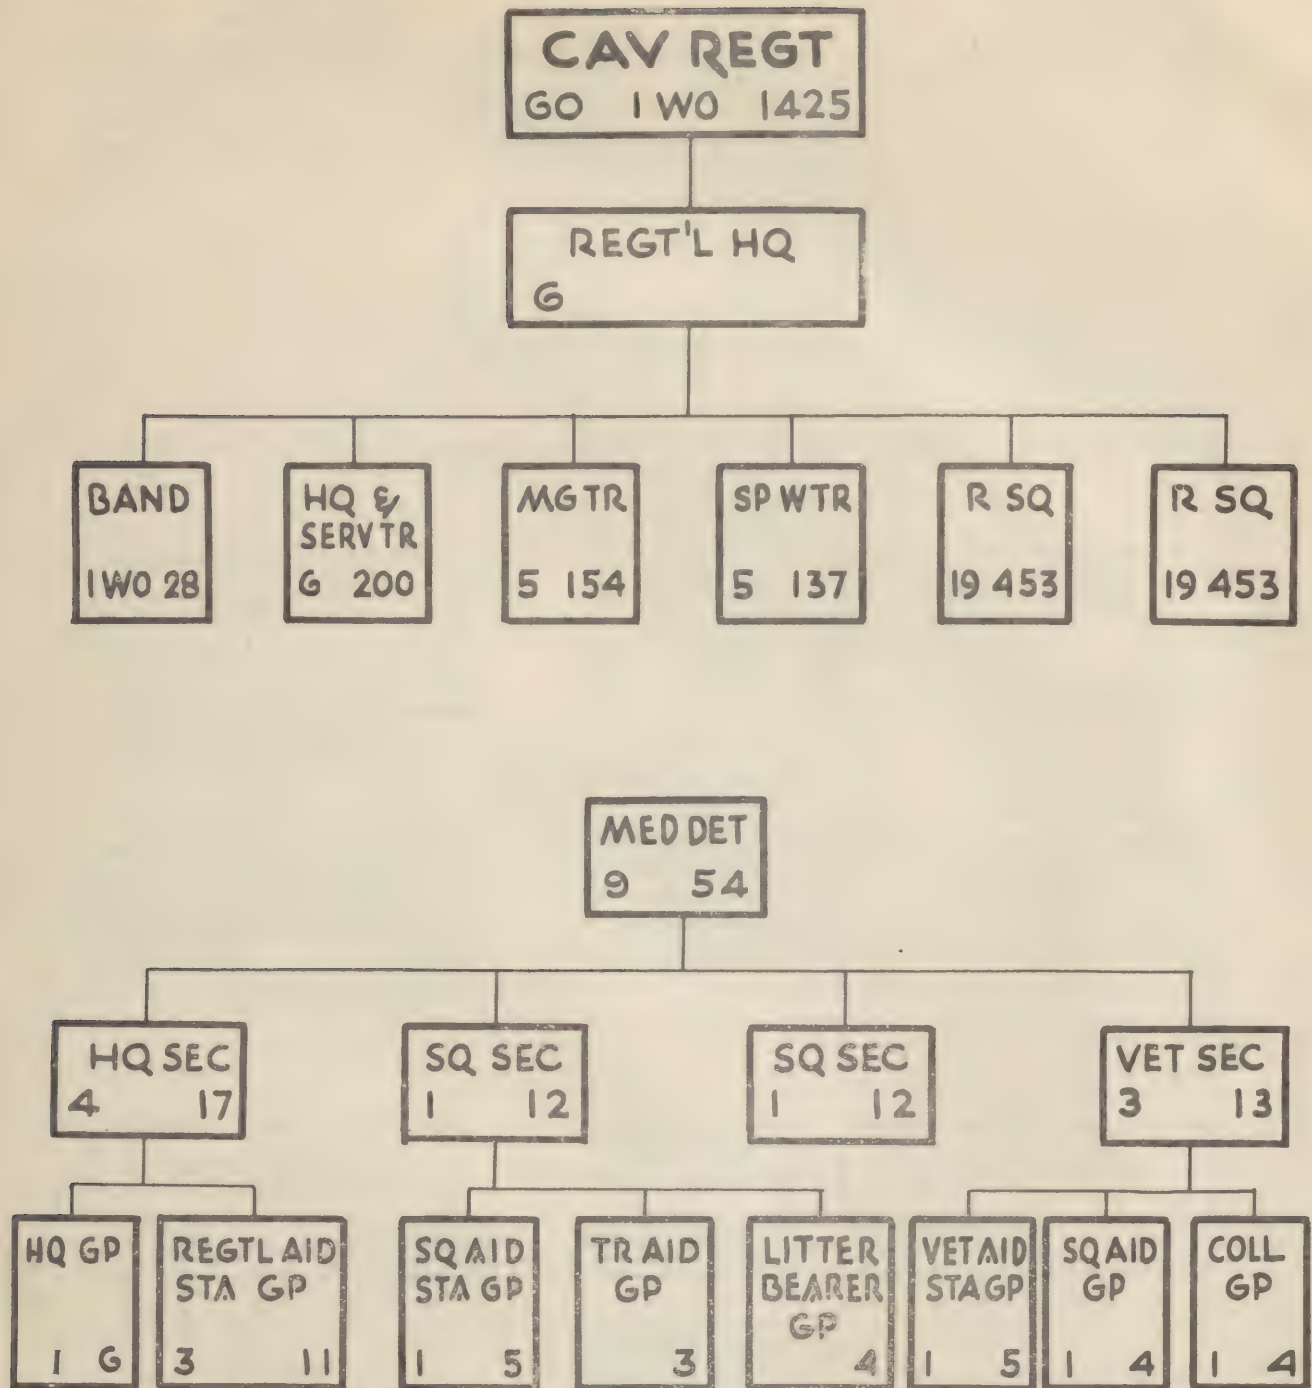 CAV REGT
60 1 WO 1425
REGT'L HQ
6
BAND
1 WO 28
HQ &
SERV TR
6 200
MG TR
5 154
SP W TR
5 137
R SQ
19 453
R SQ
19 453
MED DET
9 54
HQ SEC
4 17
SQ SEC
1 12
SQ SEC
1 12
VET SEC
3 13
HQ GP
1 6
REGTL AID
STA GP
3 11
SQ AID
STA GP
1 5
TR AID
GP
3
LITTER
BEARER
GP
4
VET AID
STA GP
1 5
SQ AID
GP
1 4
COLL
GP
1 4